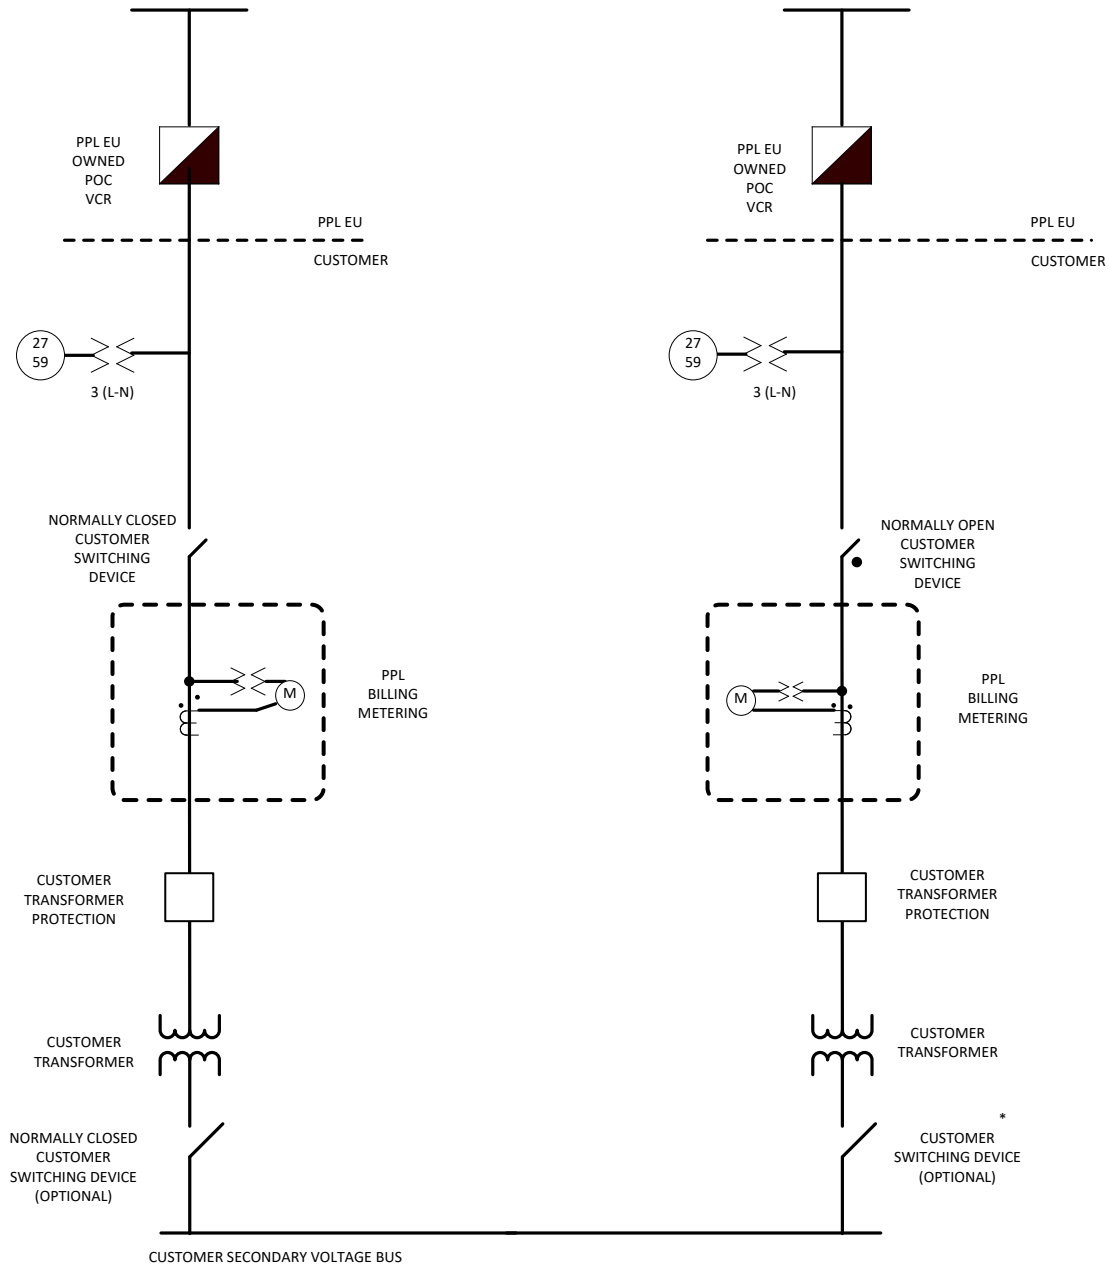 PPL EU
OWNED
POC
VCR
PPL EU
OWNED
POC
VCR
PPL EU
CUSTOMER
PPL EU
CUSTOMER
27
59
3 (L-N)
27
59
3 (L-N)
NORMALLY CLOSED
CUSTOMER
SWITCHING
DEVICE
NORMALLY OPEN
CUSTOMER
SWITCHING
DEVICE
M
PPL
BILLING
METERING
M
PPL
BILLING
METERING
CUSTOMER
TRANSFORMER
PROTECTION
CUSTOMER
TRANSFORMER
PROTECTION
CUSTOMER
TRANSFORMER
CUSTOMER
TRANSFORMER
NORMALLY CLOSED
CUSTOMER
SWITCHING DEVICE
(OPTIONAL)
*
CUSTOMER
SWITCHING DEVICE
(OPTIONAL)
CUSTOMER SECONDARY VOLTAGE BUS